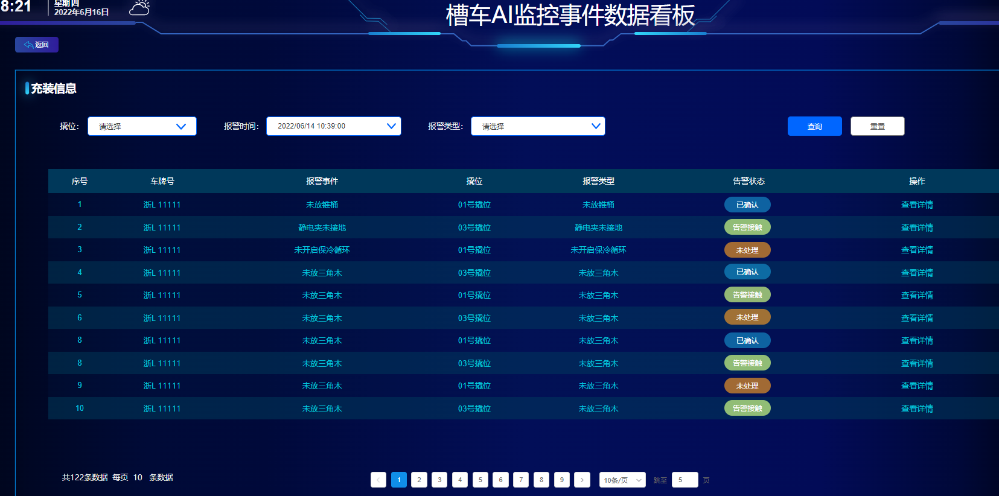 8:21
星期四
2022年6月16日
槽车AI监控事件数据看板
返回
充装信息
撬位： 请选择 报警时间： 2022/06/14 10:39:00 报警类型： 请选择 查询 重置
序号 车牌号 报警事件 撬位 报警类型 告警状态 操作
1 浙L 11111 未放锥桶 01号撬位 未放锥桶 已确认 查看详情
2 浙L 11111 静电夹未接地 03号撬位 静电夹未接地 告警接触 查看详情
3 浙L 11111 未开启保冷循环 01号撬位 未开启保冷循环 未处理 查看详情
4 浙L 11111 未放三角木 03号撬位 未放三角木 已确认 查看详情
5 浙L 11111 未放三角木 01号撬位 未放三角木 告警接触 查看详情
6 浙L 11111 未放三角木 03号撬位 未放三角木 未处理 查看详情
8 浙L 11111 未放三角木 01号撬位 未放三角木 已确认 查看详情
8 浙L 11111 未放三角木 03号撬位 未放三角木 告警接触 查看详情
9 浙L 11111 未放三角木 01号撬位 未放三角木 未处理 查看详情
10 浙L 11111 未放三角木 03号撬位 未放三角木 告警接触 查看详情
共122条数据 每页 10 条数据 1 2 3 4 5 6 7 8 9 10条/页 跳至 5 页